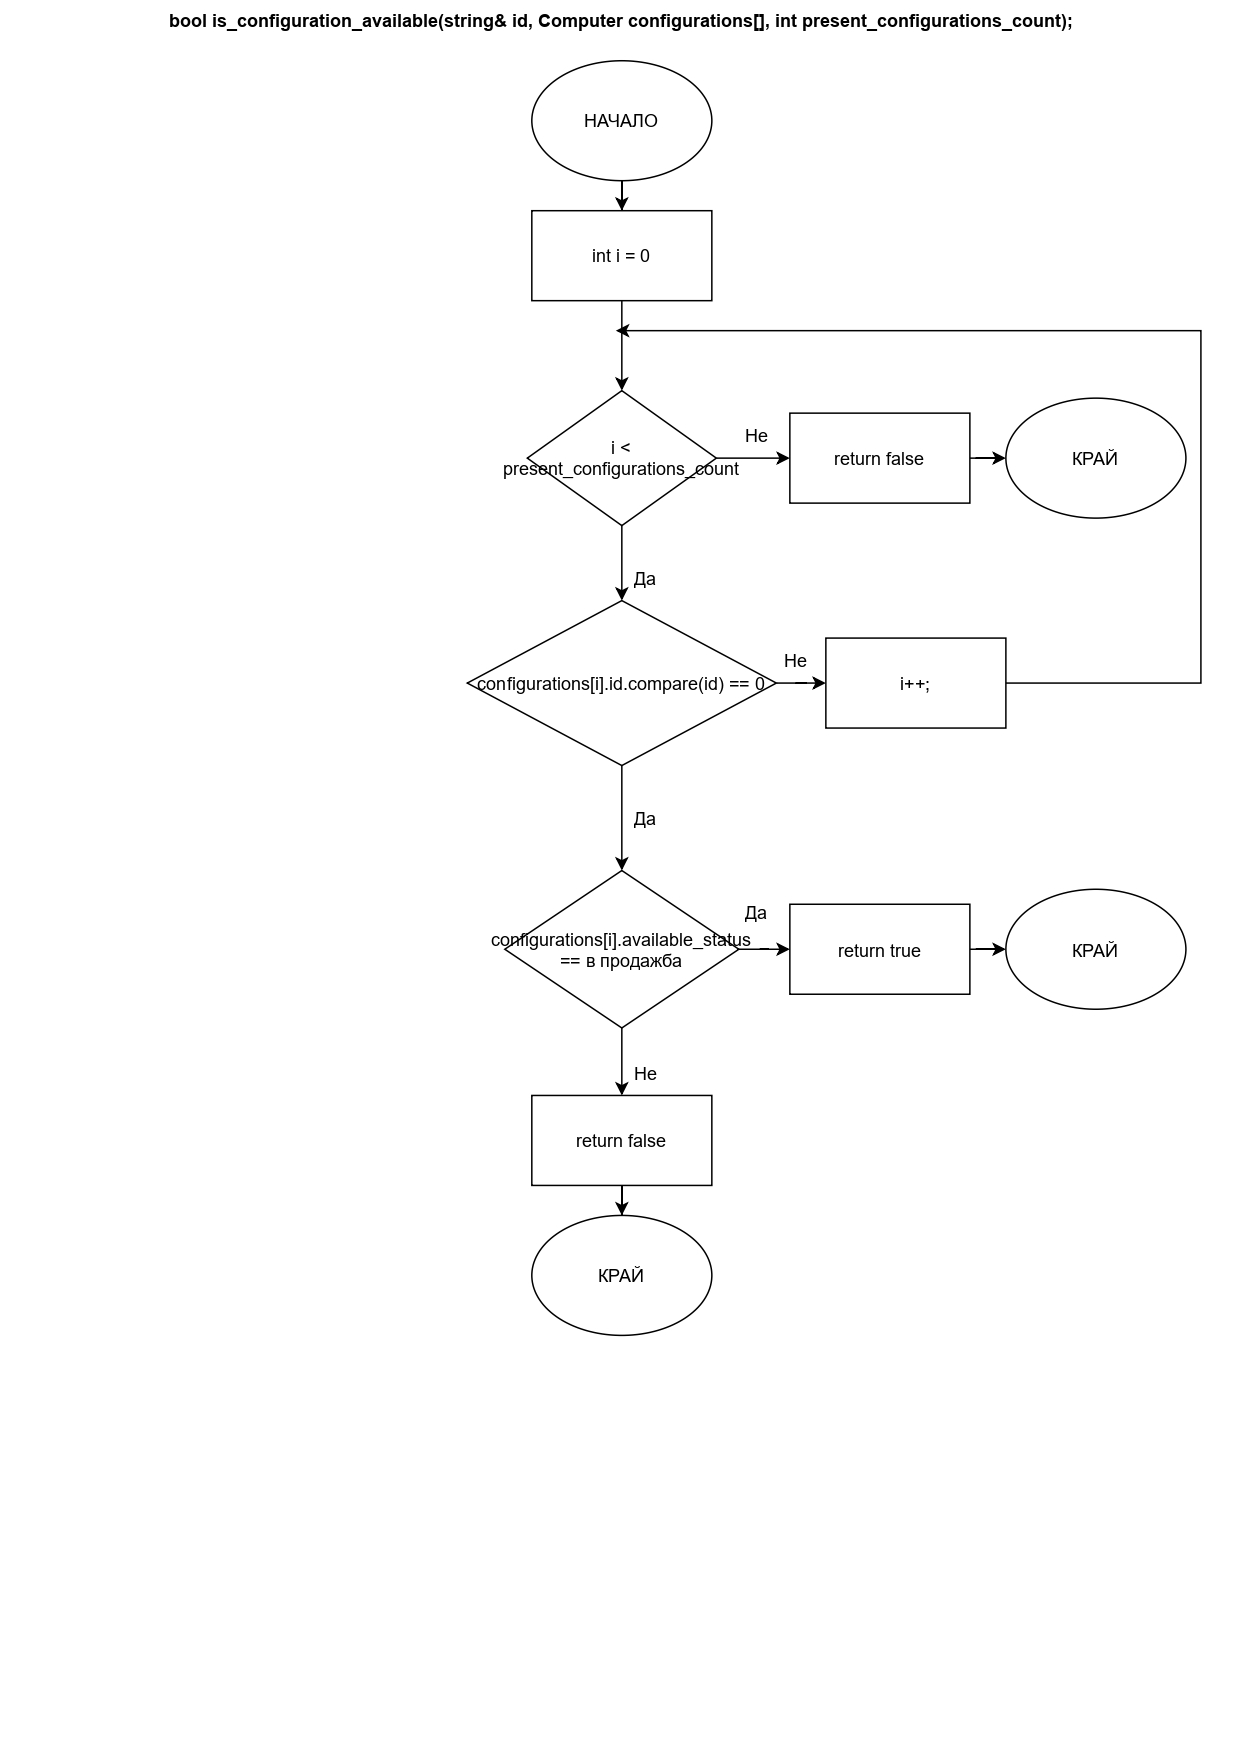 bool is_configuration_available(string& id, Computer configurations[], int present_configurations_count);
НАЧАЛО
int i = 0
i <
present_configurations_count
Не
return false
КРАЙ
Да
configurations[i].id.compare(id) == 0
Не
i++;
Да
configurations[i].available_status
== в продажба
Да
return true
КРАЙ
Не
return false
КРАЙ